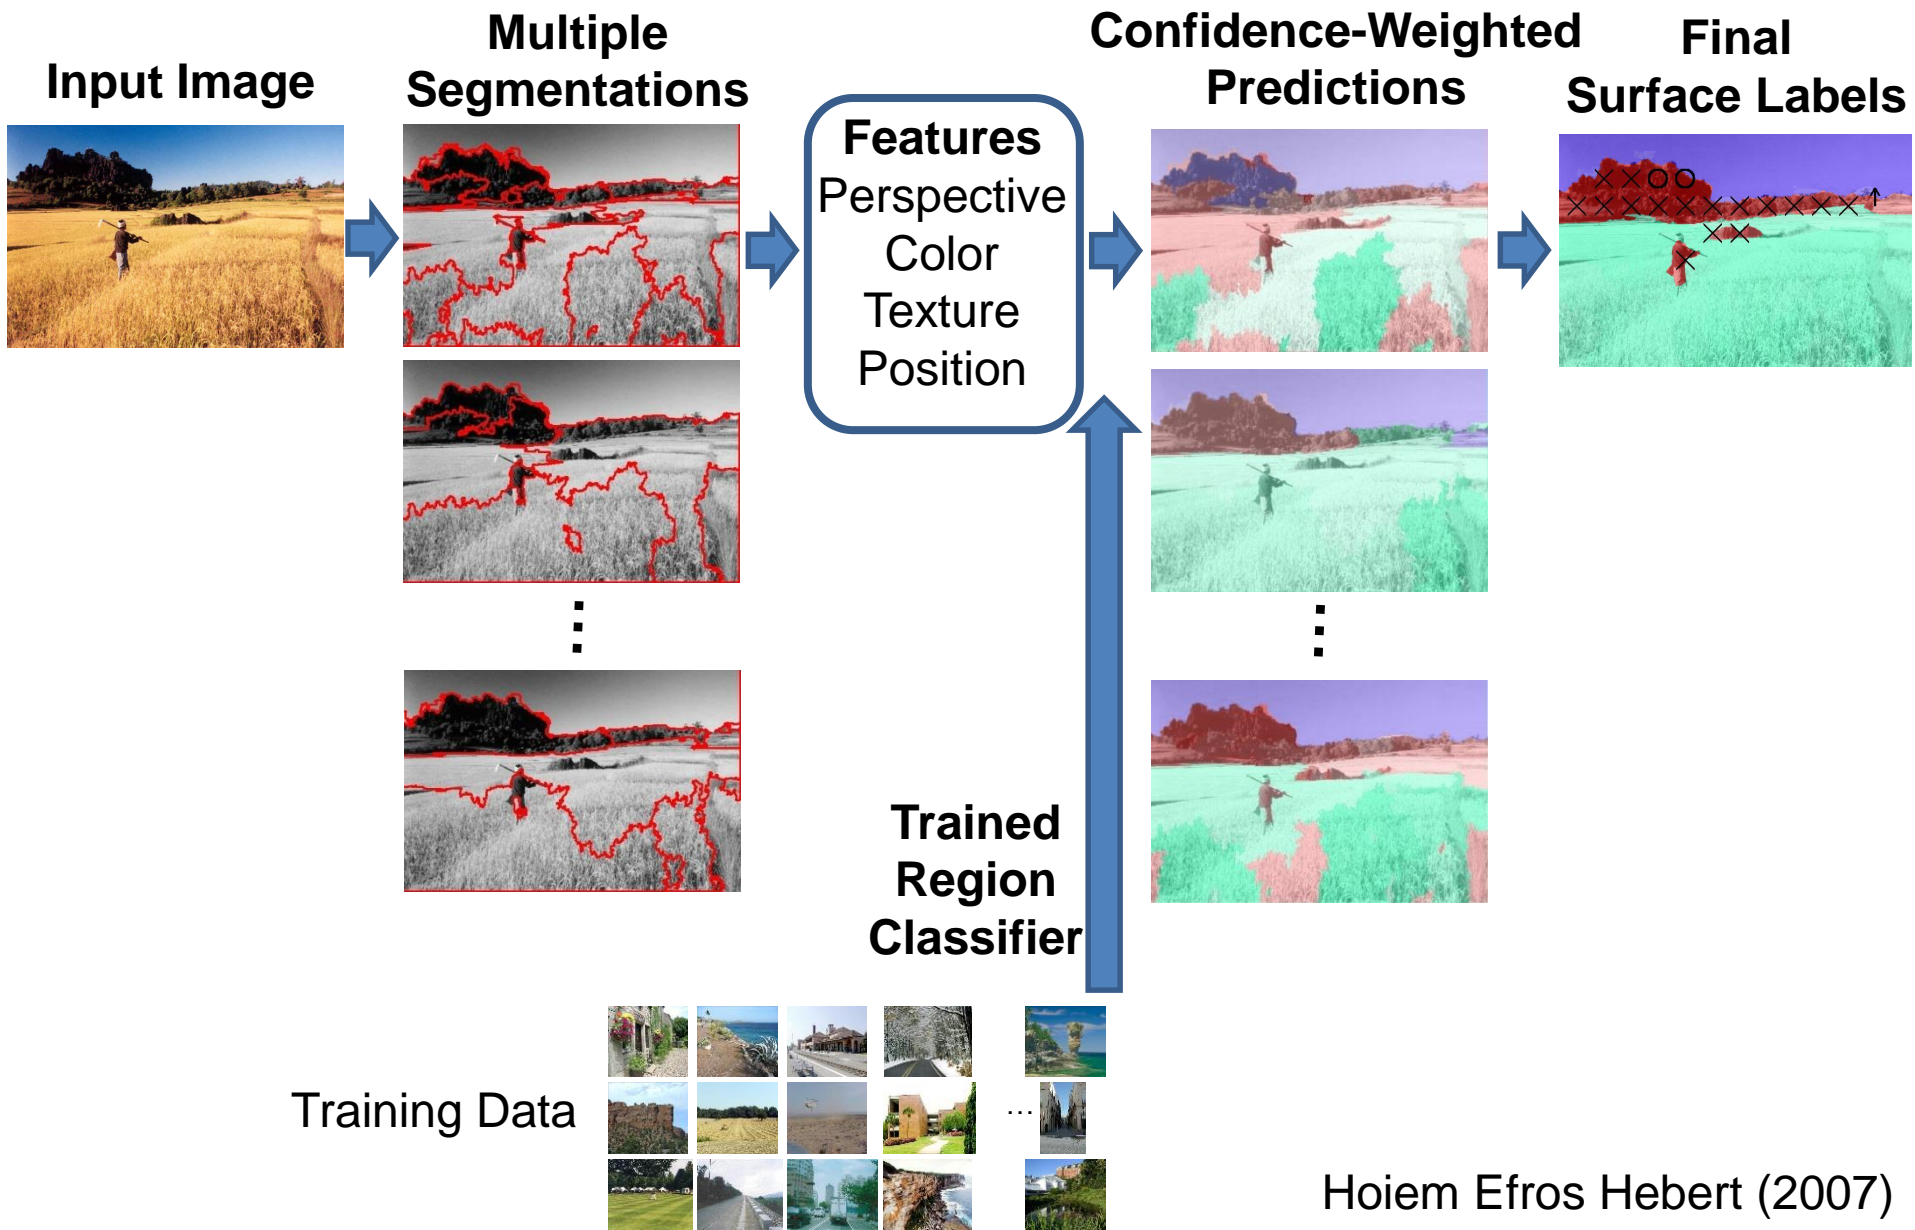 Input Image
Multiple
Segmentations
Features
Perspective
Color
Texture
Position
Confidence-Weighted
Predictions
Final
Surface Labels
Trained
Region
Classifier
Training Data
...
Hoiem Efros Hebert (2007)